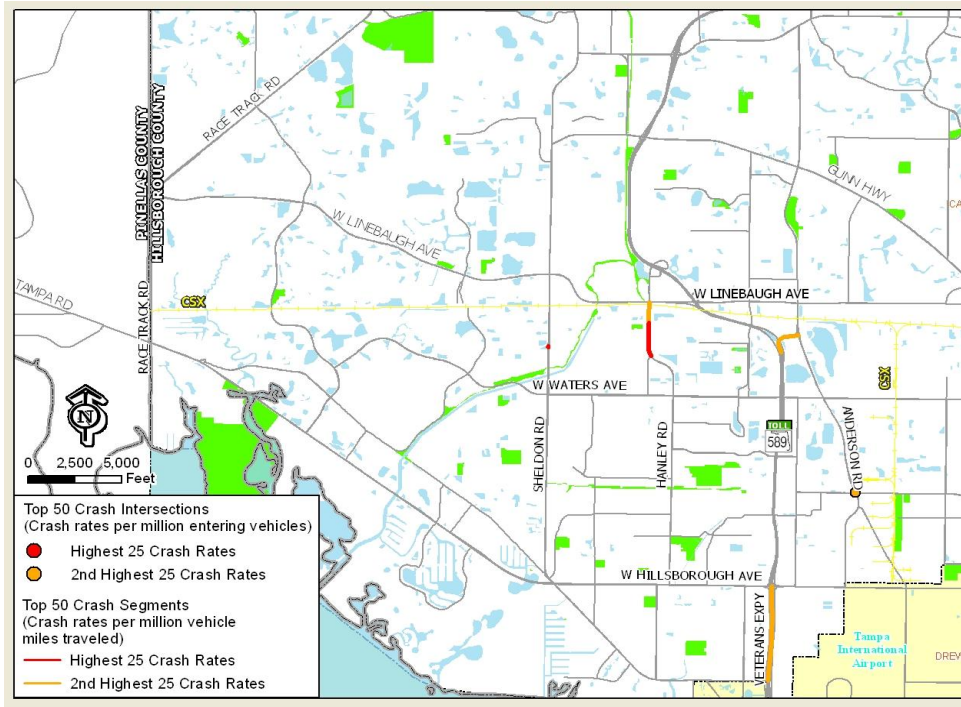 PINELLAS COUNTY
HILLSBOROUGH COUNTY
RACE TRACK RD
GUNN HWY
CA
W LINEBAUGH AVE
TAMPA RD
CSX
W LINEBAUGH AVE
RACE TRACK RD
W WATERS AVE
CSX
N
TOLL
589
ANDERSON RD
SHELDON RD
HANLEY RD
0 2,500 5,000
Feet
Top 50 Crash Intersections
(Crash rates per million entering vehicles)
Highest 25 Crash Rates
2nd Highest 25 Crash Rates
W HILLSBOROUGH AVE
Top 50 Crash Segments
(Crash rates per million vehicle
miles traveled)
Highest 25 Crash Rates
2nd Highest 25 Crash Rates
VETERANS EXPY
Tampa
International
Airport
DREW